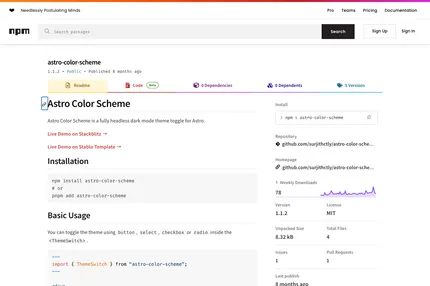 Needlessly Postulating Minds
Pro Teams Pricing Documentation
npm
Search packages
Search
Sign Up
Sign In
astro-color-scheme
1.1.2 • Public • Published 8 months ago
Readme
Code Beta
0 Dependencies
0 Dependents
5 Versions
Astro Color Scheme
Astro Color Scheme is a fully headless dark mode theme toggle for Astro.
Live Demo on Stackblitz →
Live Demo on Stablo Template →
Installation
npm install astro-color-scheme
# or
pnpm add astro-color-scheme
Basic Usage
You can toggle the theme using button, select, checkbox or radio inside the
<ThemeSwitch>.
---
import { ThemeSwitch } from "astro-color-scheme";
---
Install
> npm i astro-color-scheme
Repository
github.com/surjithctly/astro-color-sche...
Homepage
github.com/surjithctly/astro-color-sche...
Weekly Downloads
78
Version
1.1.2
License
MIT
Unpacked Size
8.32 kB
Total Files
4
Issues
1
Pull Requests
1
Last publish
8 months ago